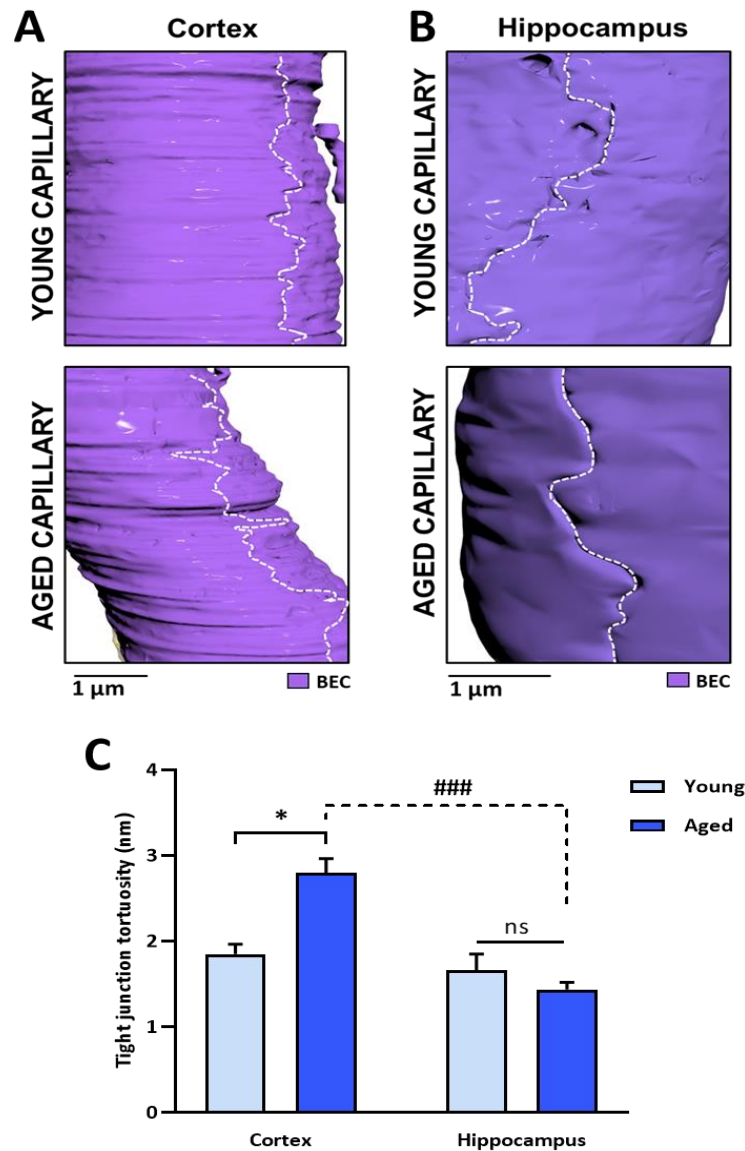 A
Cortex
YOUNG CAPILLARY
AGED CAPILLARY
1 µm
BEC
B
Hippocampus
YOUNG CAPILLARY
AGED CAPILLARY
1 µm
BEC
C
Tight junction tortuosity (nm)
4
3
2
1
0
*
###
ns
Young
Aged
Cortex
Hippocampus